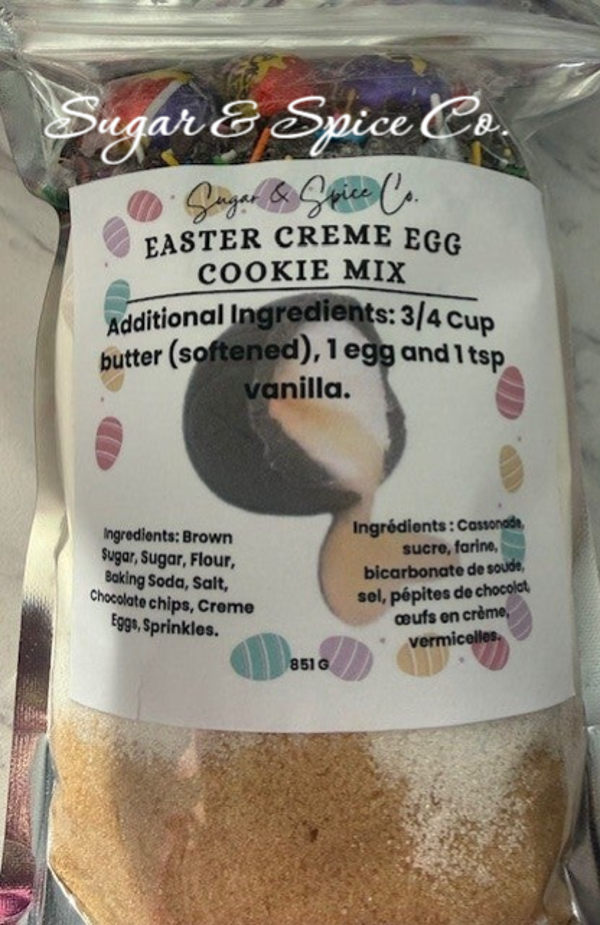 Sugar & Spice Co.
Sugar & Spice Co.
EASTER CREME EGG
COOKIE MIX
Additional Ingredients: 3/4 Cup
butter (softened), 1 egg and 1 tsp
vanilla.
Ingredients: Brown
Sugar, Sugar, Flour,
Baking Soda, Salt,
Chocolate chips, Creme
Eggs, Sprinkles.
Ingrédients : Cassonade,
sucre, farine,
bicarbonate de soude,
sel, pépites de chocolat,
œufs en crème,
vermicelles.
851 G